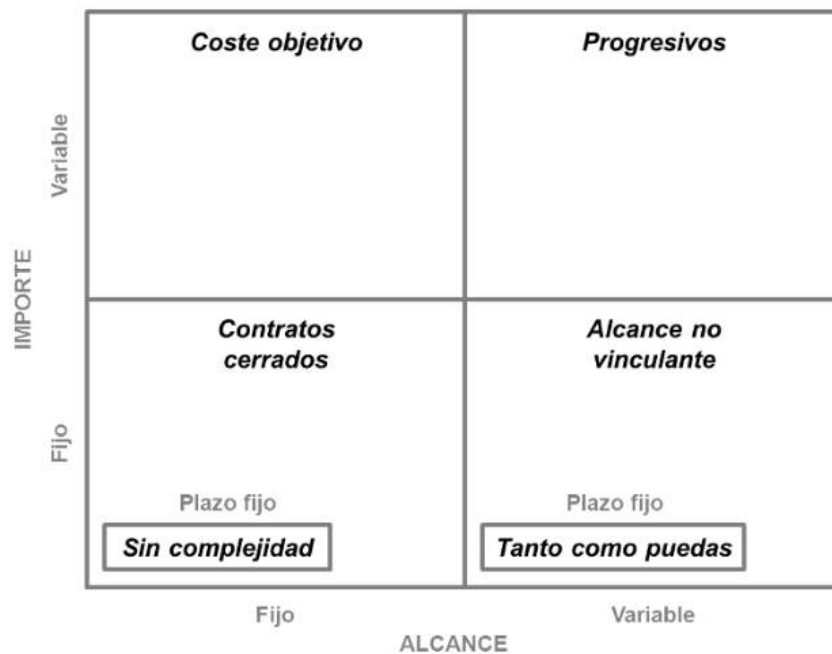 Coste objetivo
Progresivos
Variable
IMPORTE
Contratos
cerrados
Alcance no
vinculante
Fijo
Plazo fijo
Plazo fijo
Sin complejidad
Tanto como puedas
Fijo
Variable
ALCANCE